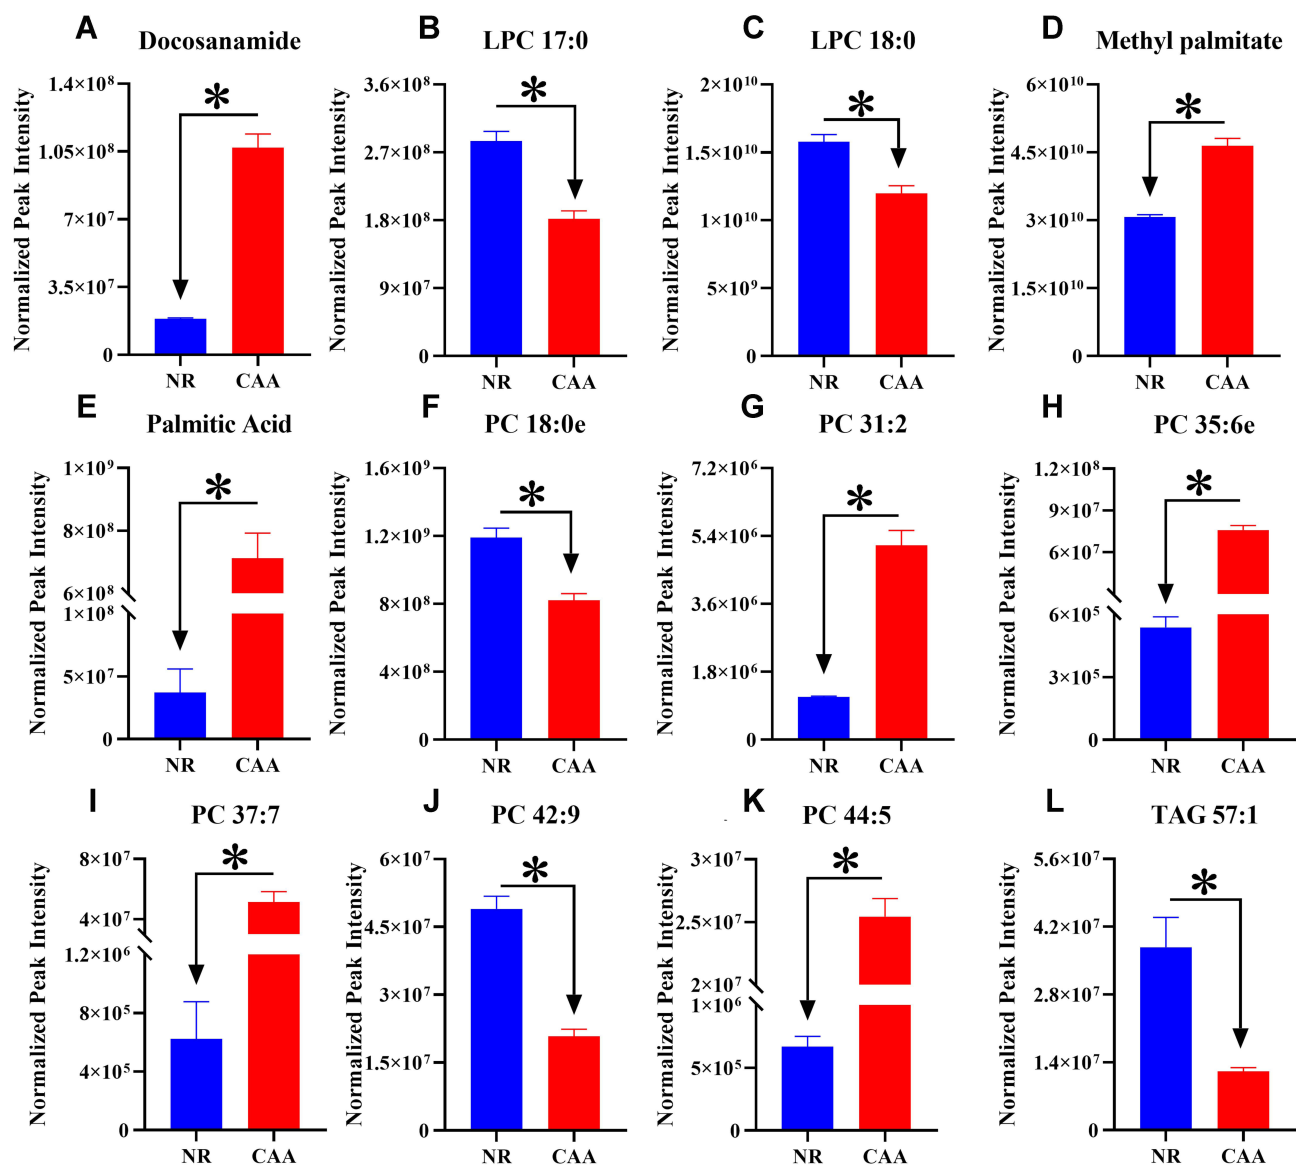 A
Docosanamide
Normalized Peak Intensity
1.4×10⁸
1.05×10⁸
7×10⁷
3.5×10⁷
0
*
NR
CAA
B
LPC 17:0
Normalized Peak Intensity
3.6×10⁸
2.7×10⁸
1.8×10⁸
9×10⁷
0
*
NR
CAA
C
LPC 18:0
Normalized Peak Intensity
2×10¹⁰
1.5×10¹⁰
1×10¹⁰
5×10⁹
0
*
NR
CAA
D
Methyl palmitate
Normalized Peak Intensity
6×10¹⁰
4.5×10¹⁰
3×10¹⁰
1.5×10¹⁰
0
*
NR
CAA
E
Palmitic Acid
Normalized Peak Intensity
1×10⁹
8×10⁸
6×10⁸
1×10⁸
5×10⁷
0
*
NR
CAA
F
PC 18:0e
Normalized Peak Intensity
1.6×10⁹
1.2×10⁹
8×10⁸
4×10⁸
0
*
NR
CAA
G
PC 31:2
Normalized Peak Intensity
7.2×10⁶
5.4×10⁶
3.6×10⁶
1.8×10⁶
0
*
NR
CAA
H
PC 35:6e
Normalized Peak Intensity
1.2×10⁸
9×10⁷
6×10⁷
6×10⁵
3×10⁵
0
*
NR
CAA
I
PC 37:7
Normalized Peak Intensity
8×10⁷
4×10⁷
1.2×10⁶
8×10⁵
4×10⁵
0
*
NR
CAA
J
PC 42:9
Normalized Peak Intensity
6×10⁷
4.5×10⁷
3×10⁷
1.5×10⁷
0
*
NR
CAA
K
PC 44:5
Normalized Peak Intensity
3×10⁷
2.5×10⁷
2×10⁷
1×10⁶
5×10⁵
0
*
NR
CAA
L
TAG 57:1
Normalized Peak Intensity
5.6×10⁷
4.2×10⁷
2.8×10⁷
1.4×10⁷
0
*
NR
CAA